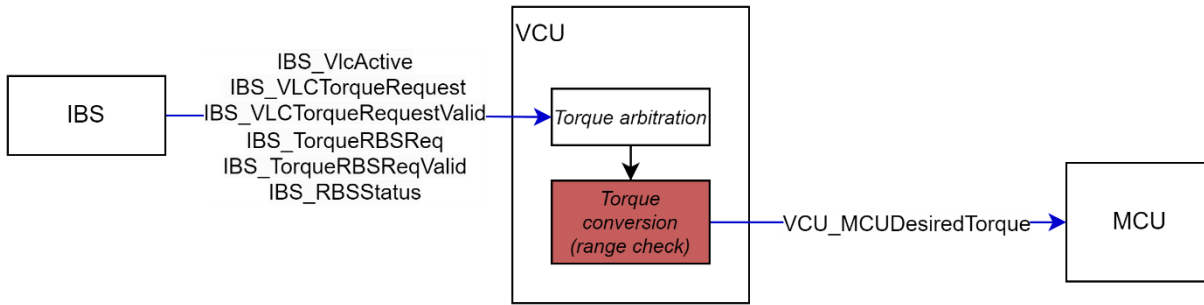 VCU
IBS_VlcActive
IBS_VLCTorqueRequest
IBS
IBS_VLCTorqueRequestValid
Torque arbitration
IBS_TorqueRBSReq
IBS_TorqueRBSReqValid
IBS_RBSStatus
Torque
conversion
(range check)
VCU_MCUDesiredTorque
MCU